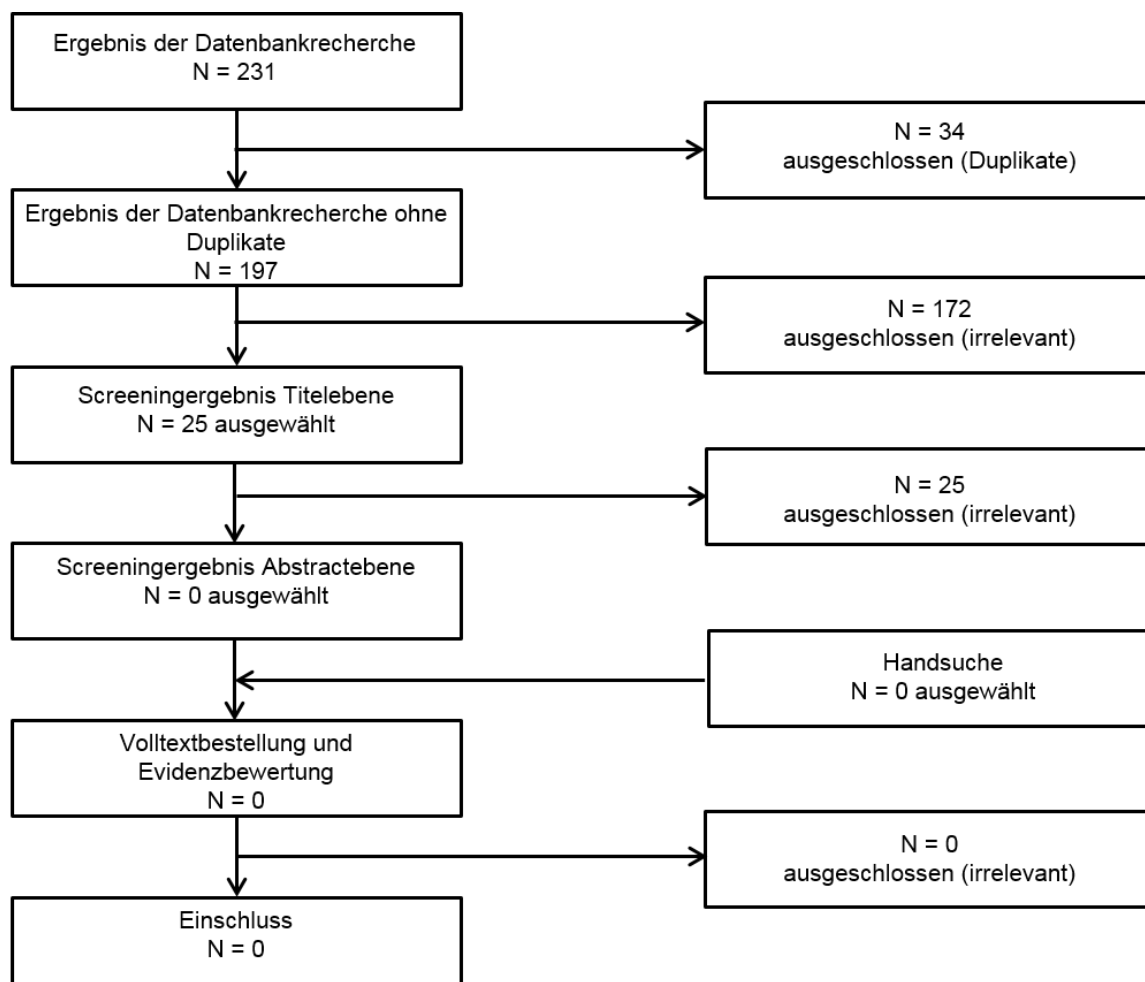 Ergebnis der Datenbankrecherche
N = 231
N = 34
ausgeschlossen (Duplikate)
Ergebnis der Datenbankrecherche ohne
Duplikate
N = 197
N = 172
ausgeschlossen (irrelevant)
Screeningergebnis Titelebene
N = 25 ausgewählt
N = 25
ausgeschlossen (irrelevant)
Screeningergebnis Abstractebene
N = 0 ausgewählt
Handsuche
N = 0 ausgewählt
Volltextbestellung und
Evidenzbewertung
N = 0
N = 0
ausgeschlossen (irrelevant)
Einschluss
N = 0